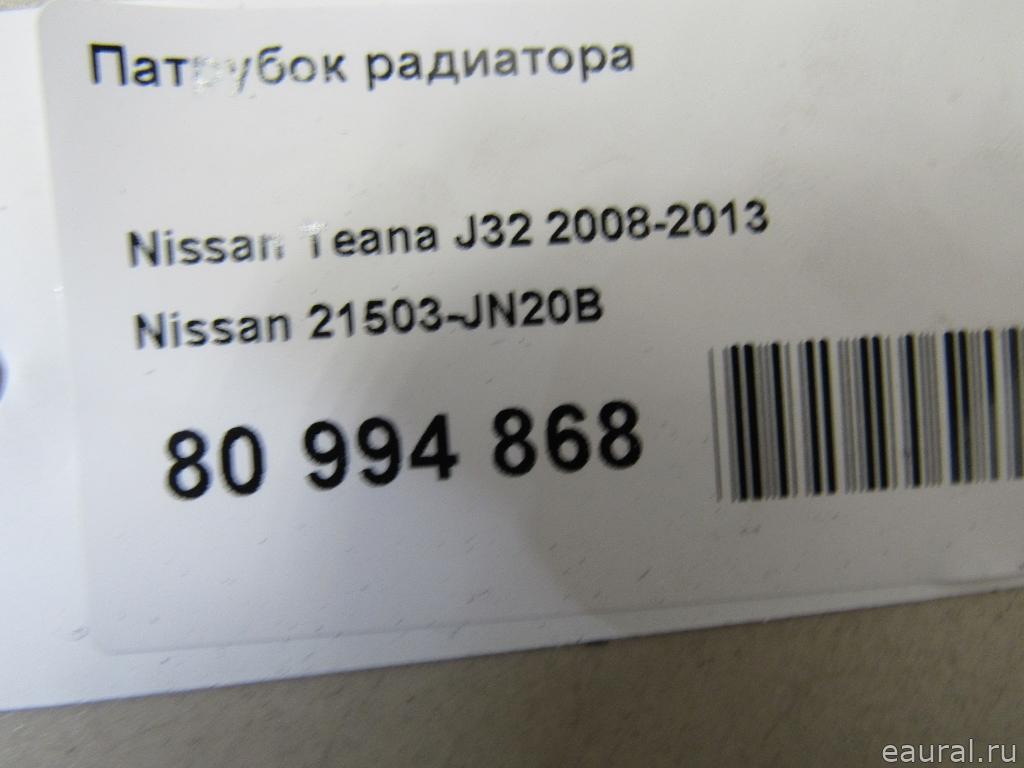 Патрубок радиатора
Nissan Teana J32 2008-2013
Nissan 21503-JN20B
80 994 868
eaural.ru